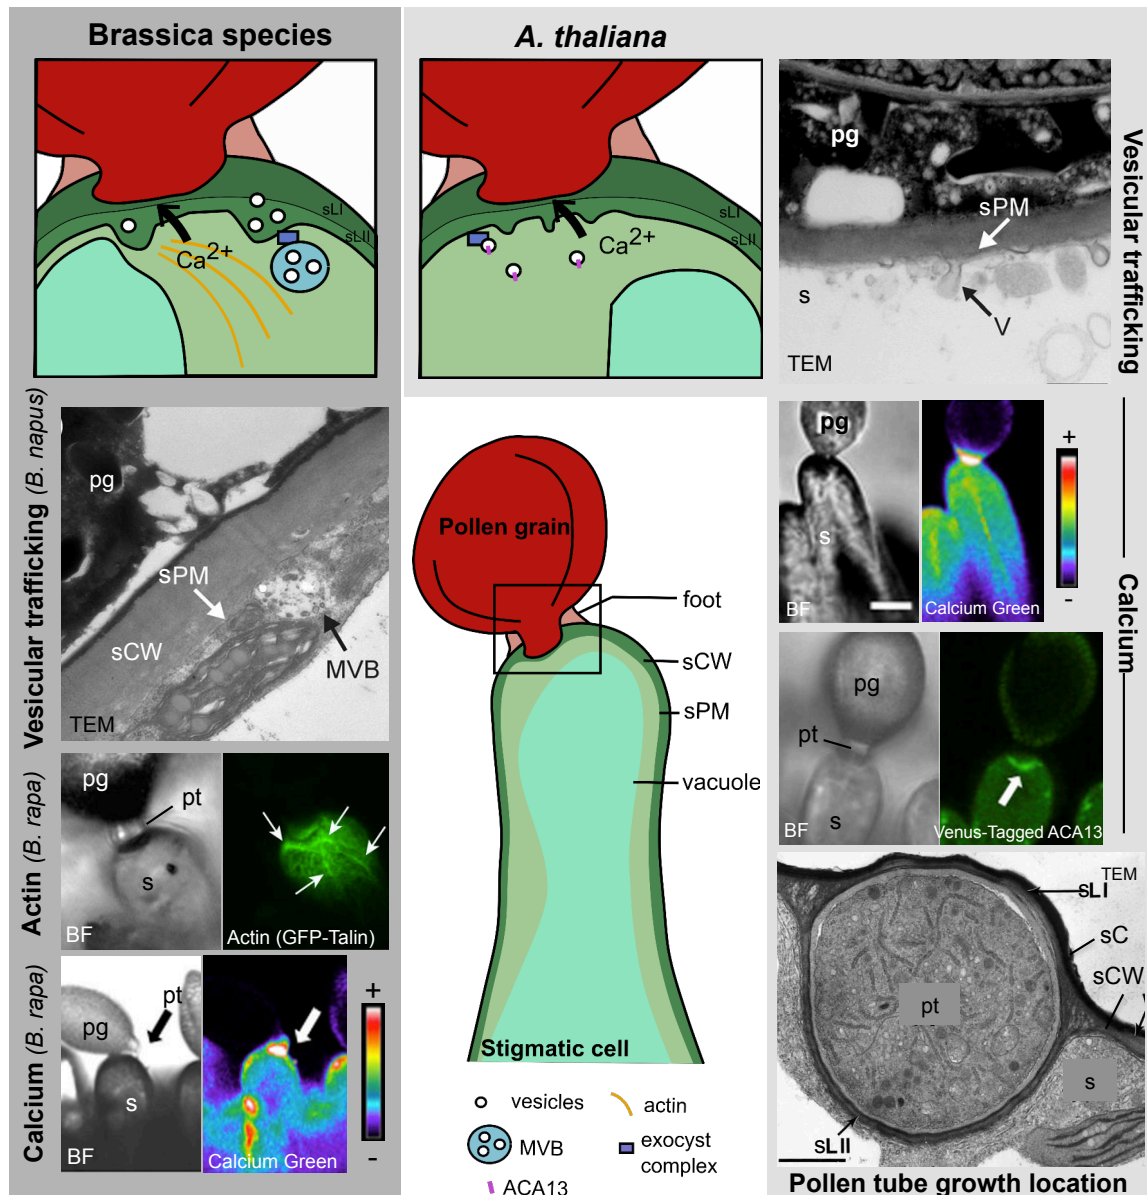 Brassica species
A. thaliana
sLI
sLII
Ca2+
sLI
sLII
Ca2+
pg
sPM
s
V
TEM
Vesicular trafficking
Vesicular trafficking (B. napus)
pg
sPM
sCW
MVB
TEM
Pollen grain
foot
sCW
sPM
vacuole
Stigmatic cell
pg
s
BF
+
-
Calcium Green
Calcium
pg
pt
s
BF
Venus-Tagged ACA13
Actin (B. rapa)
pg
pt
s
BF
Actin (GFP-Talin)
Calcium (B. rapa)
pg
pt
s
BF
Calcium Green
+
-
vesicles
actin
MVB
exocyst
complex
ACA13
TEM
sLI
sC
sCW
pt
s
sLII
Pollen tube growth location